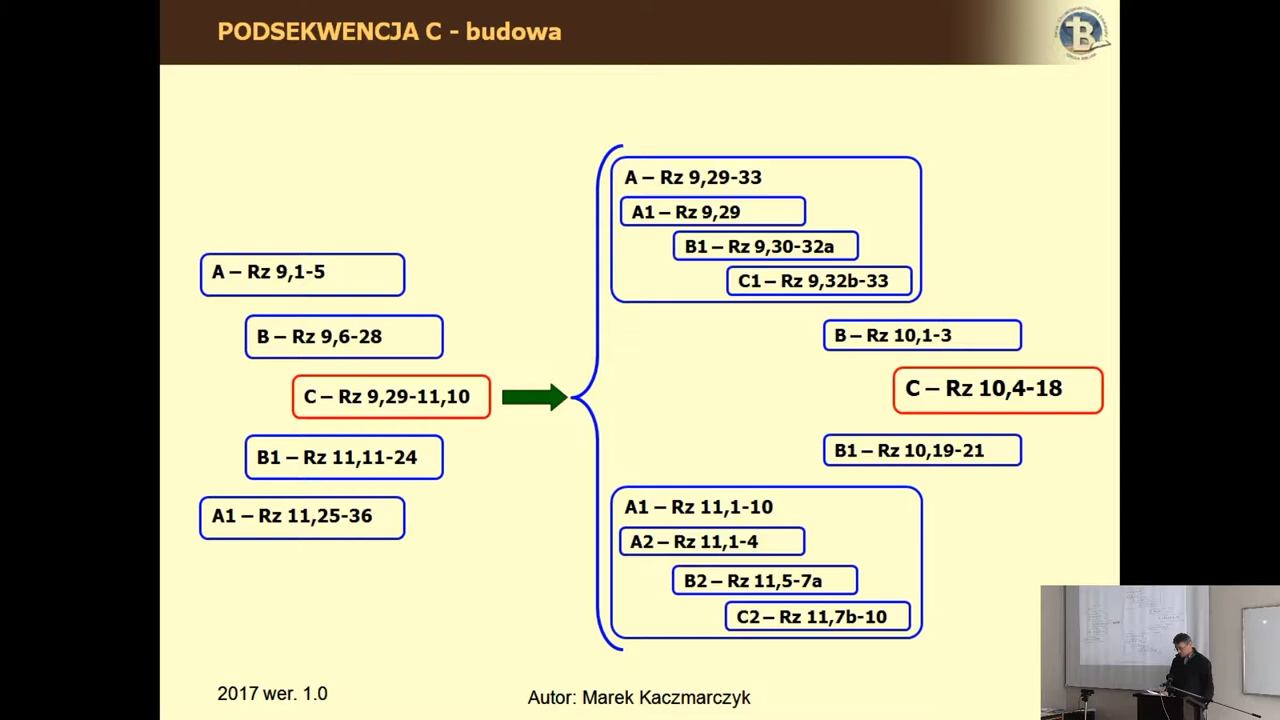 PODSEKWENCJA C - budowa
B
A – Rz 9,1-5
B – Rz 9,6-28
C – Rz 9,29-11,10
B1 – Rz 11,11-24
A1 – Rz 11,25-36
A – Rz 9,29-33
A1 – Rz 9,29
B1 – Rz 9,30-32a
C1 – Rz 9,32b-33
B – Rz 10,1-3
C – Rz 10,4-18
B1 – Rz 10,19-21
A1 – Rz 11,1-10
A2 – Rz 11,1-4
B2 – Rz 11,5-7a
C2 – Rz 11,7b-10
2017 wer. 1.0
Autor: Marek Kaczmarczyk